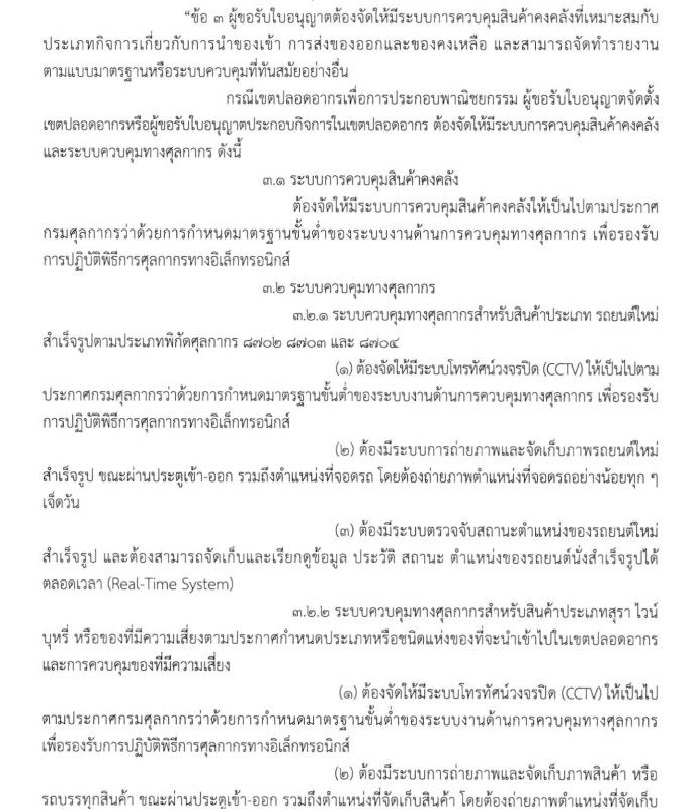 “ข้อ ๓ ผู้ขอรับใบอนุญาตต้องจัดให้มีระบบการควบคุมสินค้าคงคลังที่เหมาะสมกับ
ประเภทกิจการเกี่ยวกับการนำของเข้า การส่งของออกและของคงเหลือ และสามารถจัดทำรายงาน
ตามแบบมาตรฐานหรือระบบควบคุมที่ทันสมัยอย่างอื่น
กรณีเขตปลอดอากรเพื่อการประกอบพาณิชยกรรม ผู้ขอรับใบอนุญาตจัดตั้ง
เขตปลอดอากรหรือผู้ขอรับใบอนุญาตประกอบกิจการในเขตปลอดอากร ต้องจัดให้มีระบบการควบคุมสินค้าคงคลัง
และระบบควบคุมทางศุลกากร ดังนี้
๓.๑ ระบบการควบคุมสินค้าคงคลัง
ต้องจัดให้มีระบบการควบคุมสินค้าคงคลังให้เป็นไปตามประกาศ
กรมศุลกากรว่าด้วยการกำหนดมาตรฐานขั้นต่ำของระบบงานด้านการควบคุมทางศุลกากร เพื่อรองรับ
การปฏิบัติพิธีการศุลกากรทางอิเล็กทรอนิกส์
๓.๒ ระบบควบคุมทางศุลกากร
๓.๒.๑ ระบบควบคุมทางศุลกากรสำหรับสินค้าประเภท รถยนต์ใหม่
สำเร็จรูปตามประเภทพิกัดศุลกากร ๘๗๐๒ ๘๗๐๓ และ ๘๗๐๔
(๑) ต้องจัดให้มีระบบโทรทัศน์วงจรปิด (CCTV) ให้เป็นไปตาม
ประกาศกรมศุลกากรว่าด้วยการกำหนดมาตรฐานขั้นต่ำของระบบงานด้านการควบคุมทางศุลกากร เพื่อรองรับ
การปฏิบัติพิธีการศุลกากรทางอิเล็กทรอนิกส์
(๒) ต้องมีระบบการถ่ายภาพและจัดเก็บภาพรถยนต์ใหม่
สำเร็จรูป ขณะผ่านประตูเข้า-ออก รวมถึงตำแหน่งที่จอดรถ โดยต้องถ่ายภาพตำแหน่งที่จอดรถอย่างน้อยทุก ๆ
เจ็ดวัน
(๓) ต้องมีระบบตรวจจับสถานะตำแหน่งของรถยนต์ใหม่
สำเร็จรูป และต้องสามารถจัดเก็บและเรียกดูข้อมูล ประวัติ สถานะ ตำแหน่งของรถยนต์นั่งสำเร็จรูปได้
ตลอดเวลา (Real-Time System)
๓.๒.๒ ระบบควบคุมทางศุลกากรสำหรับสินค้าประเภทสุรา ไวน์
บุหรี่ หรือของที่มีความเสี่ยงตามประกาศกำหนดประเภทหรือชนิดแห่งของที่จะนำเข้าไปในเขตปลอดอากร
และการควบคุมของที่มีความเสี่ยง
(๑) ต้องจัดให้มีระบบโทรทัศน์วงจรปิด (CCTV) ให้เป็นไป
ตามประกาศกรมศุลกากรว่าด้วยการกำหนดมาตรฐานขั้นต่ำของระบบงานด้านการควบคุมทางศุลกากร
เพื่อรองรับการปฏิบัติพิธีการศุลกากรทางอิเล็กทรอนิกส์
(๒) ต้องมีระบบการถ่ายภาพและจัดเก็บภาพสินค้า หรือ
รถบรรทุกสินค้า ขณะผ่านประตูเข้า-ออก รวมถึงตำแหน่งที่จัดเก็บสินค้า โดยต้องถ่ายภาพตำแหน่งที่จัดเก็บ